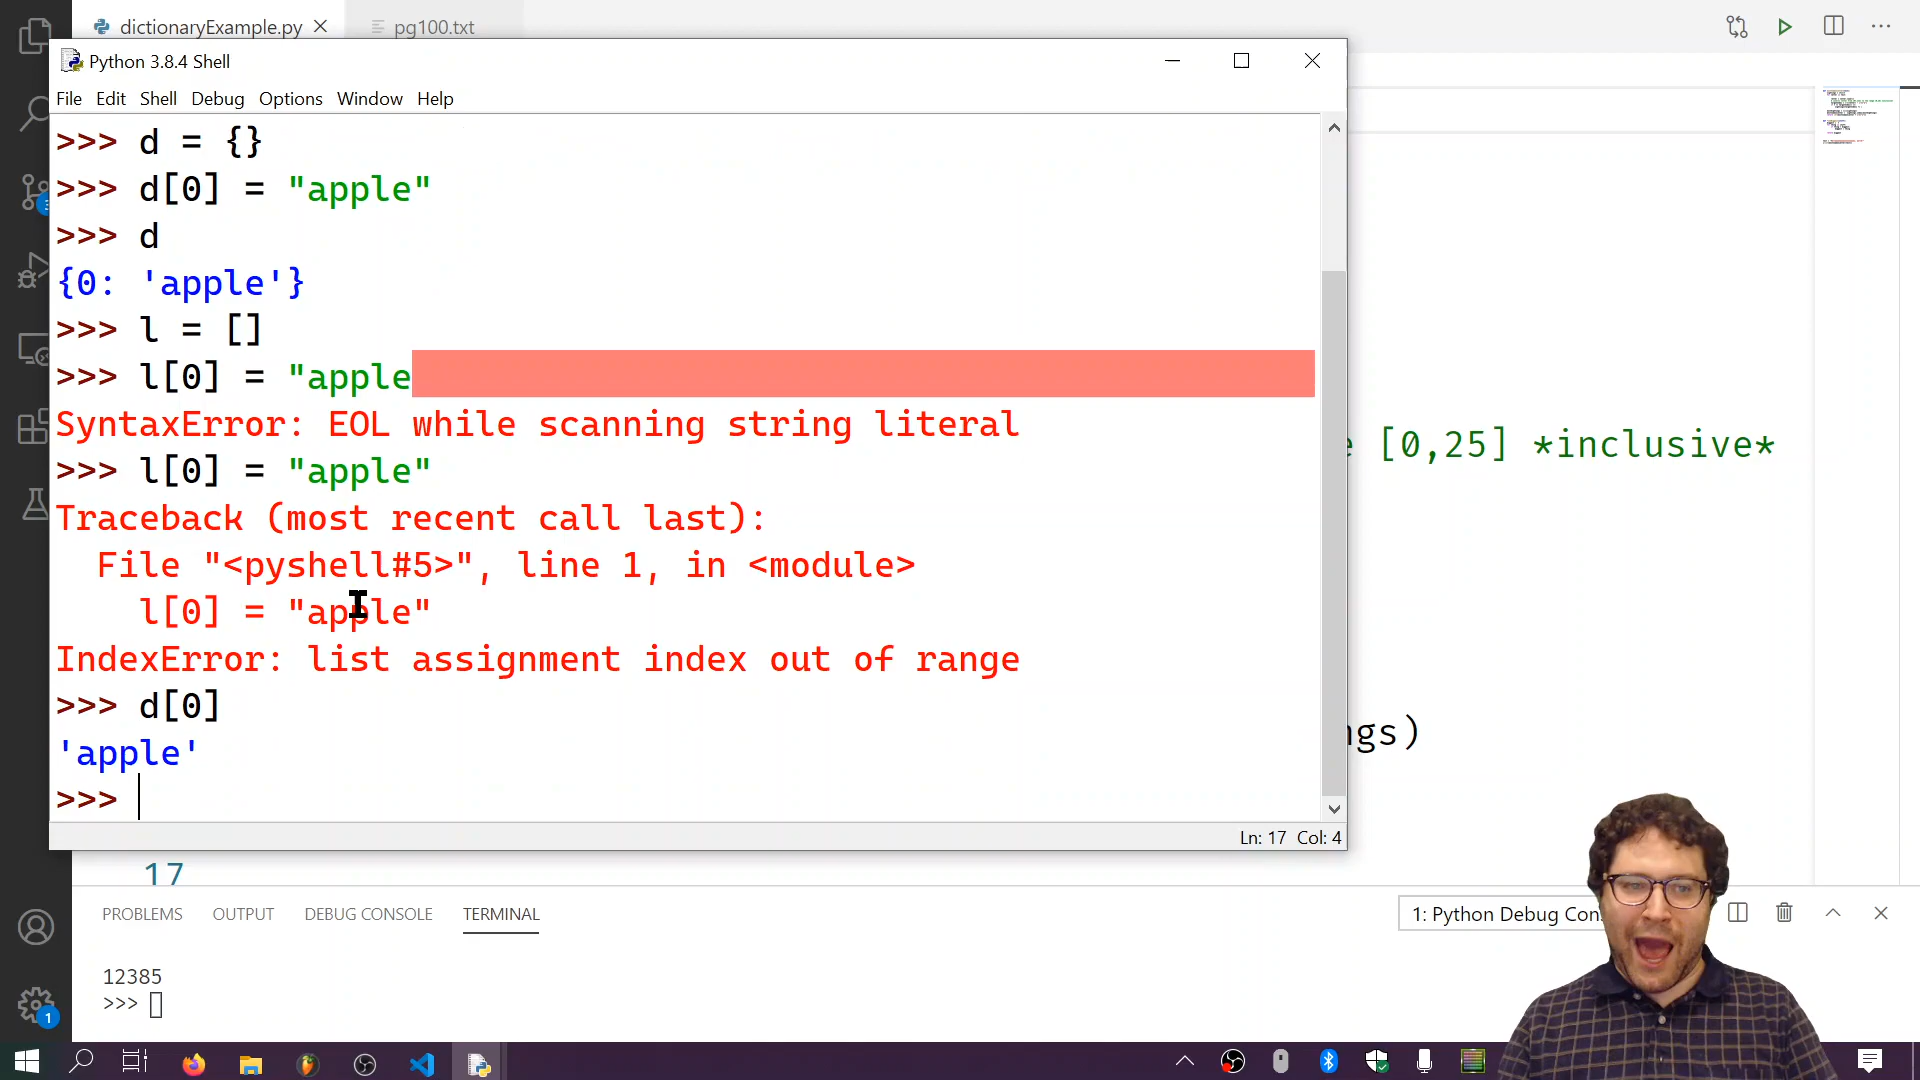 dictionaryExample.py
pg100.txt
Python 3.8.4 Shell
File Edit Shell Debug Options Window Help
>>> d = {}
>>> d[0] = "apple"
>>> d
{0: 'apple'}
>>> l = []
>>> l[0] = "apple
SyntaxError: EOL while scanning string literal
>>> l[0] = "apple"
Traceback (most recent call last):
  File "<pyshell#5>", line 1, in <module>
    l[0] = "apple"
IndexError: list assignment index out of range
>>> d[0]
'apple'
>>>
Ln: 17 Col: 4
[0,25] *inclusive*
ngs)
17
PROBLEMS OUTPUT DEBUG CONSOLE TERMINAL
1: Python Debug Con
12385
>>>
1